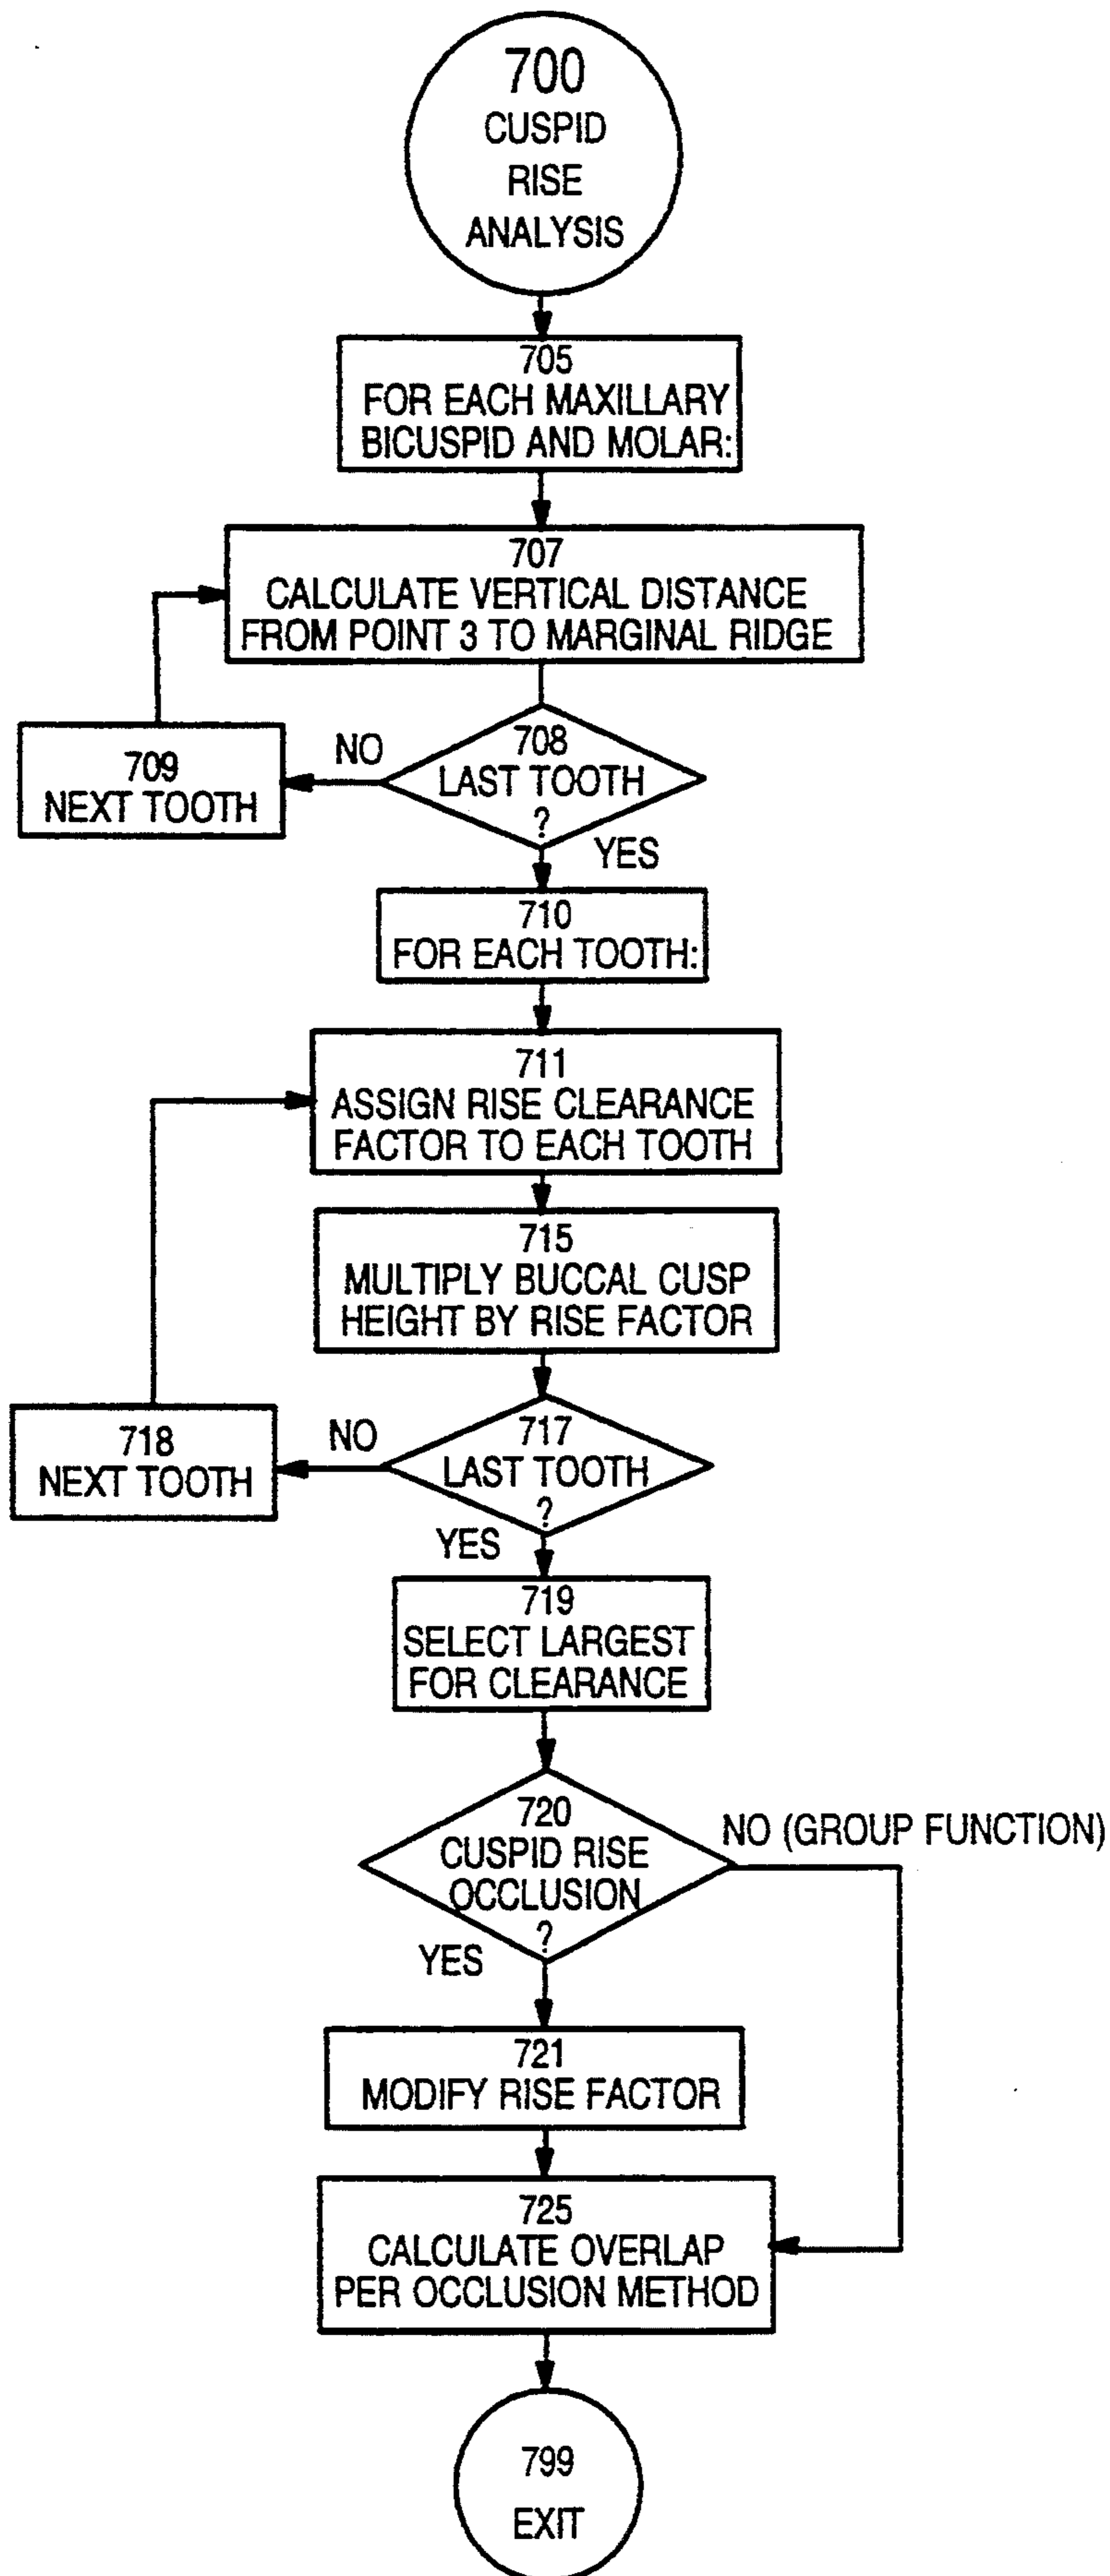 700
CUSPID
RISE
ANALYSIS
705
FOR EACH MAXILLARY
BICUSPID AND MOLAR:
707
CALCULATE VERTICAL DISTANCE
FROM POINT 3 TO MARGINAL RIDGE
708
LAST TOOTH
?
NO
709
NEXT TOOTH
YES
710
FOR EACH TOOTH:
711
ASSIGN RISE CLEARANCE
FACTOR TO EACH TOOTH
715
MULTIPLY BUCCAL CUSP
HEIGHT BY RISE FACTOR
717
LAST TOOTH
?
NO
718
NEXT TOOTH
YES
719
SELECT LARGEST
FOR CLEARANCE
720
CUSPID RISE
OCCLUSION
?
NO (GROUP FUNCTION)
YES
721
MODIFY RISE FACTOR
725
CALCULATE OVERLAP
PER OCCLUSION METHOD
799
EXIT